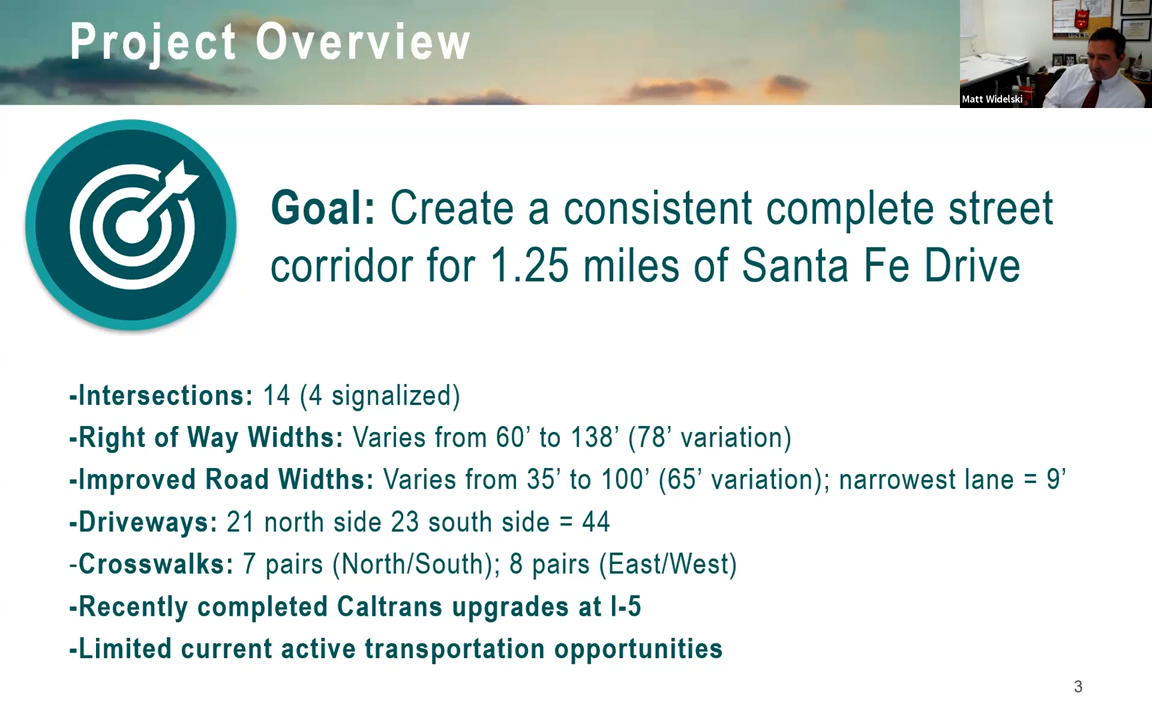 Project Overview
Matt Widelski
Goal: Create a consistent complete street
corridor for 1.25 miles of Santa Fe Drive
-Intersections: 14 (4 signalized)
-Right of Way Widths: Varies from 60’ to 138’ (78’ variation)
-Improved Road Widths: Varies from 35’ to 100’ (65’ variation); narrowest lane = 9’
-Driveways: 21 north side 23 south side = 44
-Crosswalks: 7 pairs (North/South); 8 pairs (East/West)
-Recently completed Caltrans upgrades at I-5
-Limited current active transportation opportunities
3